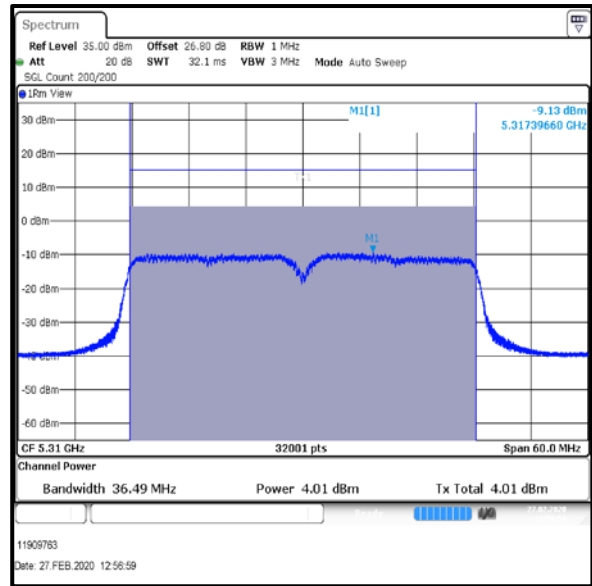 Spectrum
Ref Level 35.00 dBm Offset 26.80 dB RBW 1 MHz
Att 20 dB SWT 32.1 ms VBW 3 MHz Mode Auto Sweep
SGL Count 200/200
1Rm View
M1[1] -9.13 dBm
5.31739660 GHz
30 dBm
20 dBm
10 dBm
0 dBm
M1
-10 dBm
-20 dBm
-30 dBm
-50 dBm
-60 dBm
CF 5.31 GHz 32001 pts Span 60.0 MHz
Channel Power
Bandwidth 36.49 MHz Power 4.01 dBm Tx Total 4.01 dBm
11909763
Date: 27.FEB.2020 12:56:59